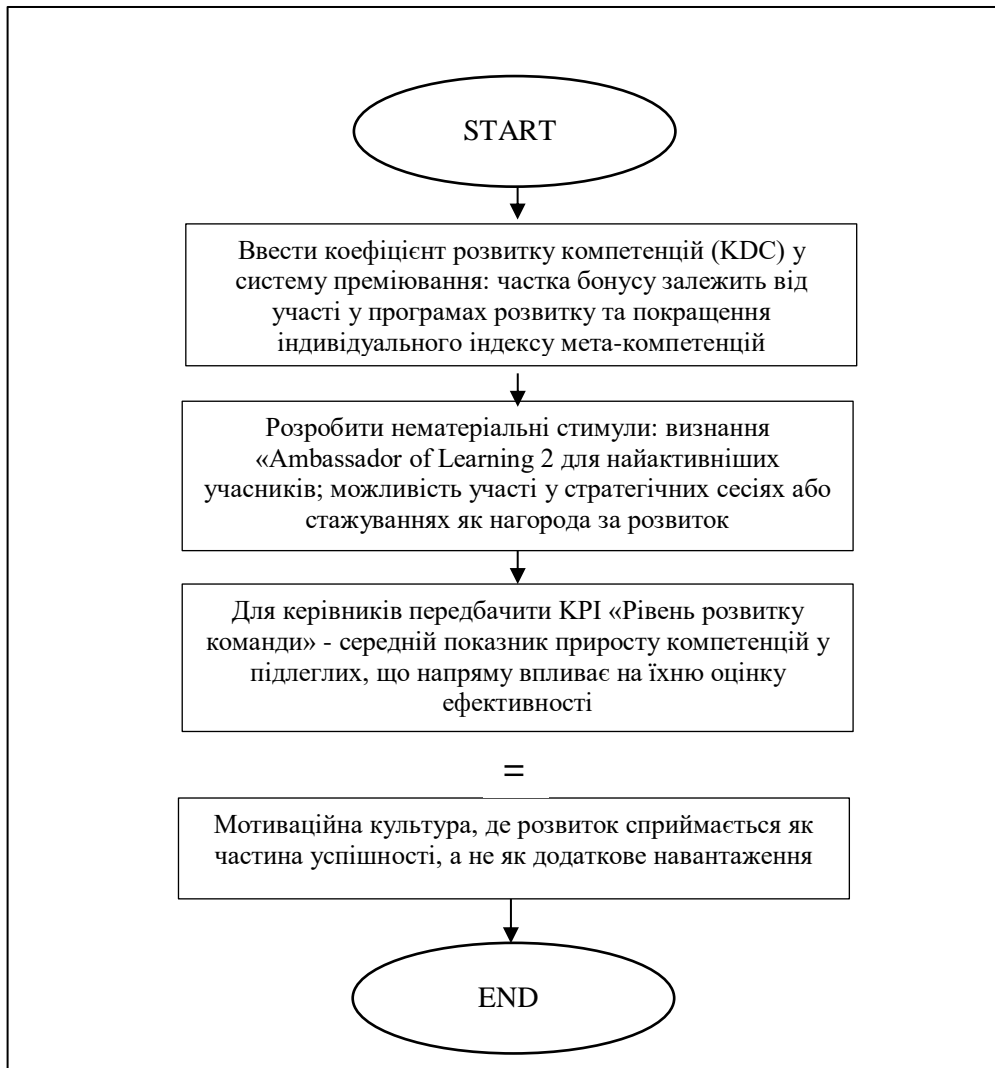 START
Ввести коефіцієнт розвитку компетенцій (KDC) у
систему преміювання: частка бонусу залежить від
участі у програмах розвитку та покращення
індивідуального індексу мета-компетенцій
Розробити нематеріальні стимули: визнання
«Ambassador of Learning 2 для найактивніших
учасників; можливість участі у стратегічних сесіях або
стажуваннях як нагорода за розвиток
Для керівників передбачити KPI «Рівень розвитку
команди» - середній показник приросту компетенцій у
підлеглих, що напряму впливає на їхню оцінку
ефективності
=
Мотиваційна культура, де розвиток сприймається як
частина успішності, а не як додаткове навантаження
END